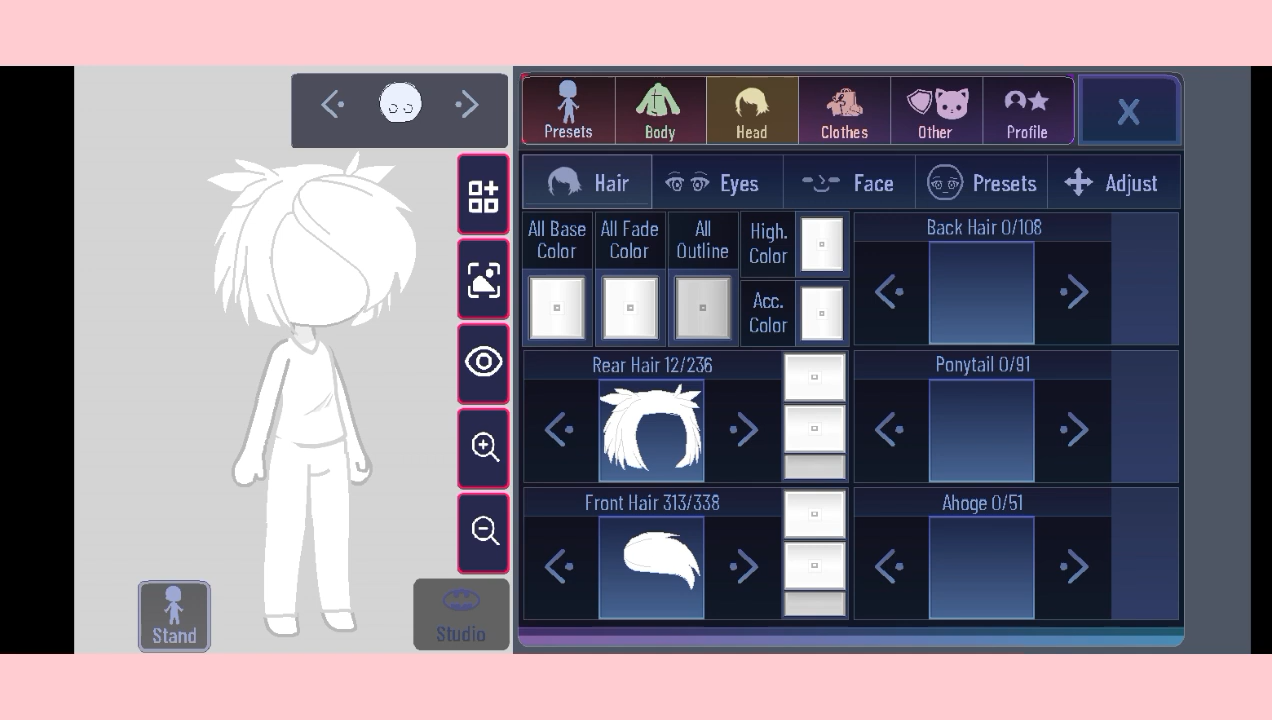 Presets
Body
Head
Clothes
Other
Profile
X
Hair
Eyes
Face
Presets
Adjust
All Base
Color
All Fade
Color
All
Outline
High.
Color
Acc.
Color
Back Hair 0/108
Rear Hair 12/236
Ponytail 0/91
Front Hair 313/338
Ahoge 0/51
Stand
Studio